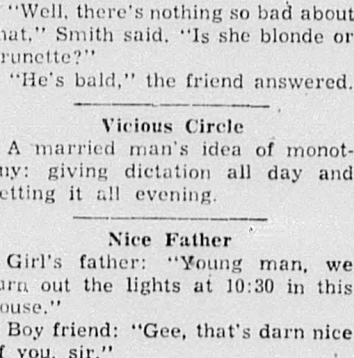 "Well, there's nothing so bad about
hat," Smith said. "Is she blonde or
runette?"
"He's bald," the friend answered.
Vicious Circle
A married man's idea of monot-
ny: giving dictation all day and
etting it all evening.
Nice Father
Girl's father: "Young man, we
urn out the lights at 10:30 in this
ouse."
Boy friend: "Gee, that's darn nice
f you, sir."